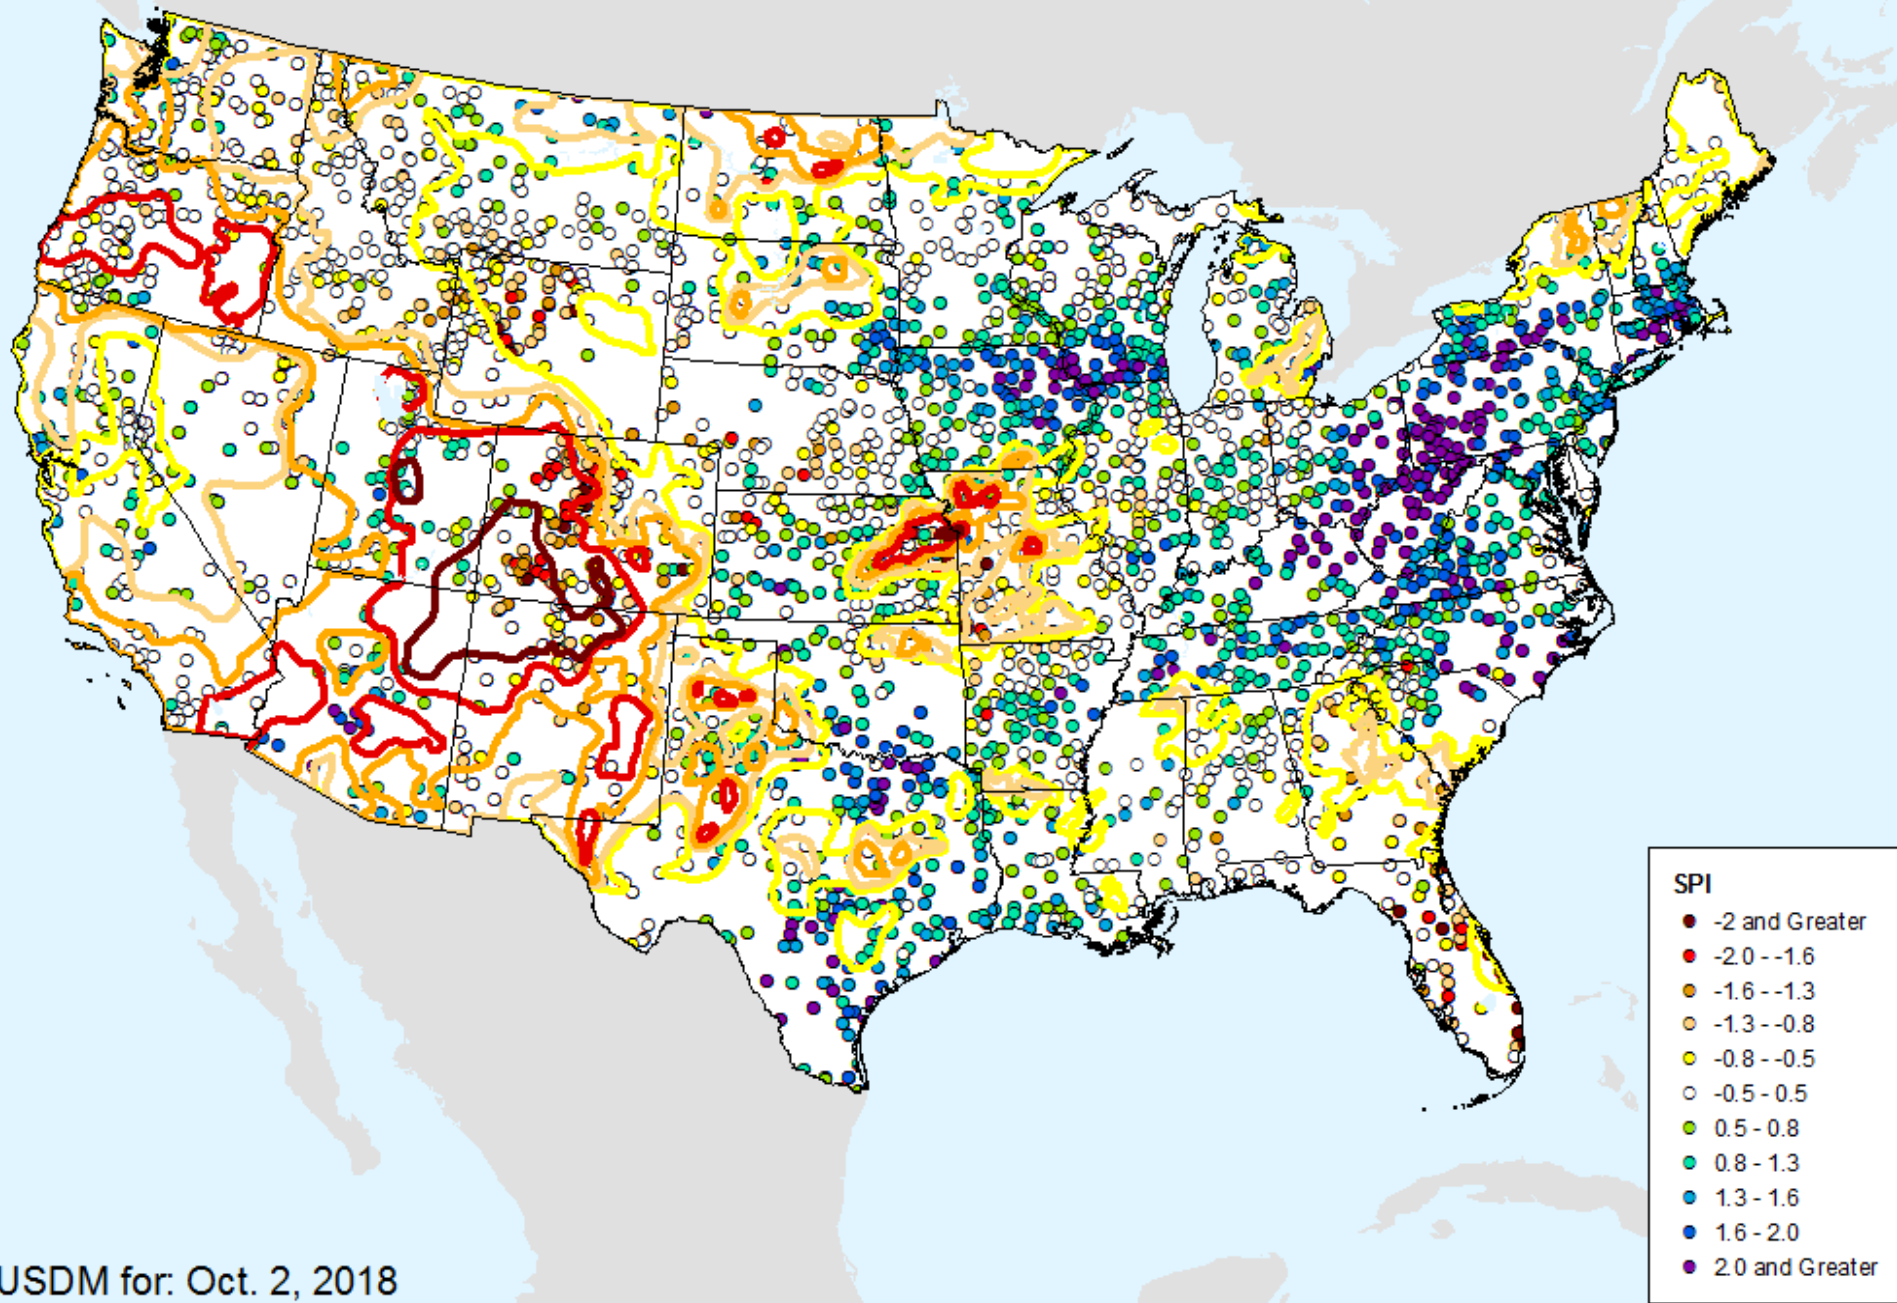 SPI
-2 and Greater
-2.0 - -1.6
-1.6 - -1.3
-1.3 - -0.8
-0.8 - -0.5
-0.5 - 0.5
0.5 - 0.8
0.8 - 1.3
1.3 - 1.6
1.6 - 2.0
2.0 and Greater
USDM for: Oct. 2, 2018